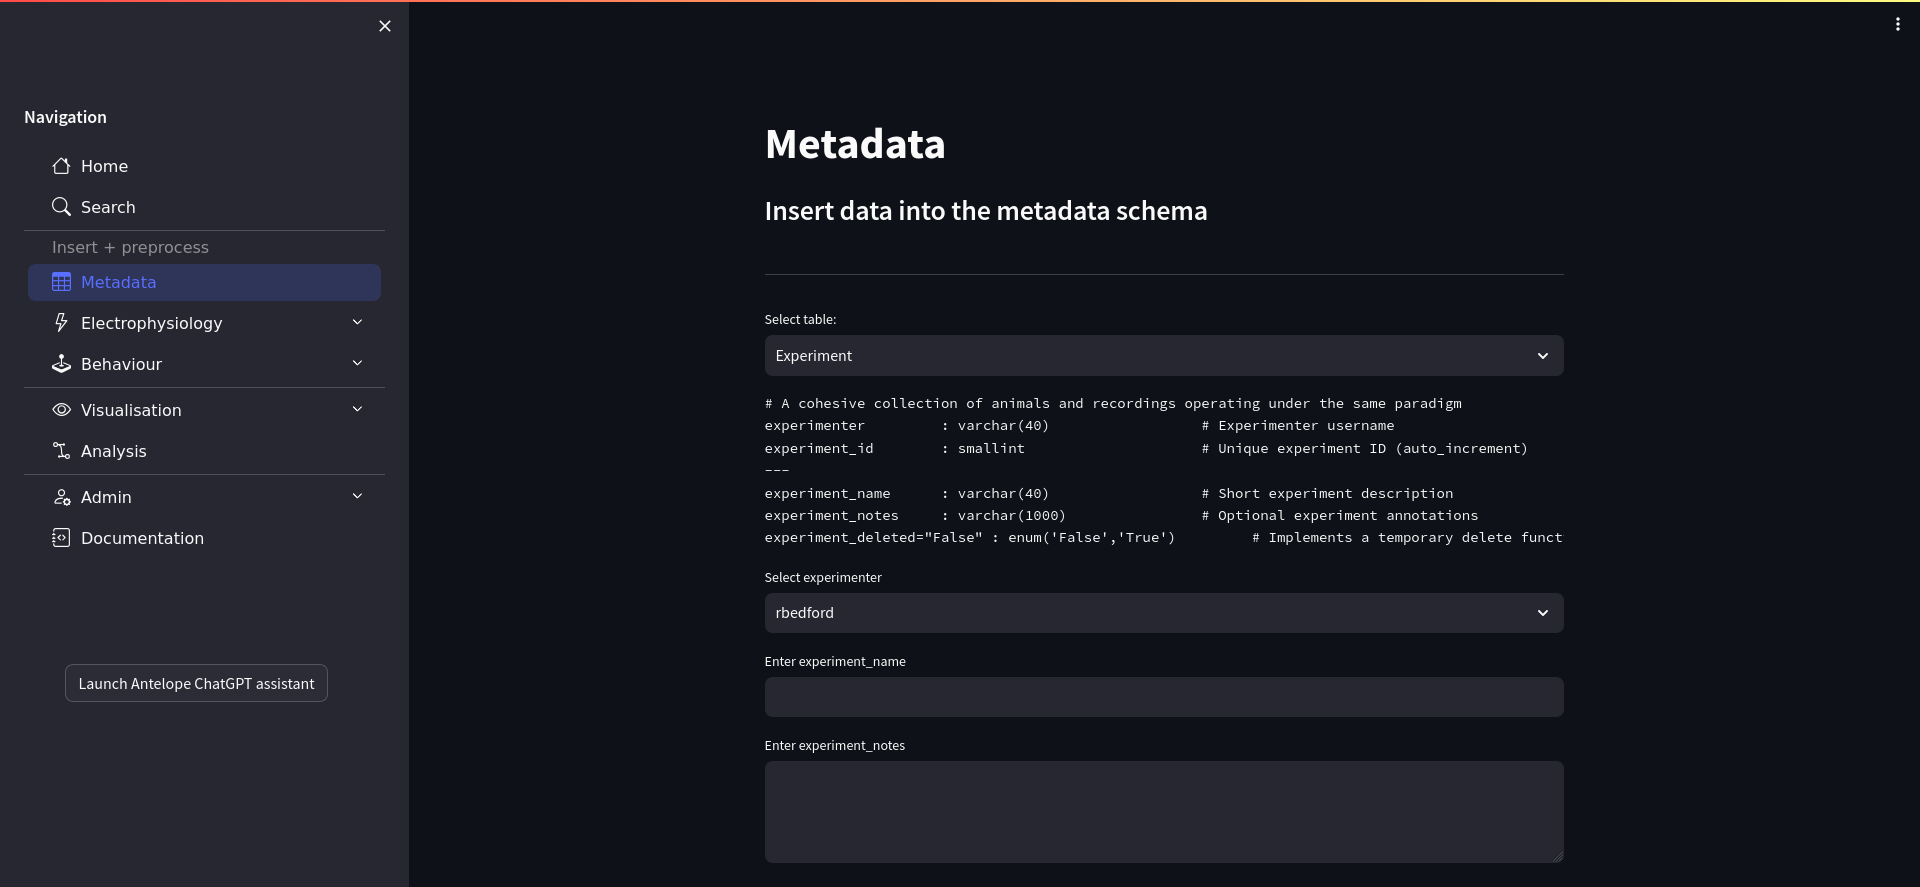 Navigation
Home
Search
Insert + preprocess
Metadata
Electrophysiology
Behaviour
Visualisation
Analysis
Admin
Documentation
Launch Antelope ChatGPT assistant
Metadata
Insert data into the metadata schema
Select table:
Experiment
# A cohesive collection of animals and recordings operating under the same paradigm
experimenter         : varchar(40)                  # Experimenter username
experiment_id        : smallint                     # Unique experiment ID (auto_increment)
---
experiment_name      : varchar(40)                  # Short experiment description
experiment_notes     : varchar(1000)                # Optional experiment annotations
experiment_deleted="False" : enum('False','True')         # Implements a temporary delete funct
Select experimenter
rbedford
Enter experiment_name
Enter experiment_notes